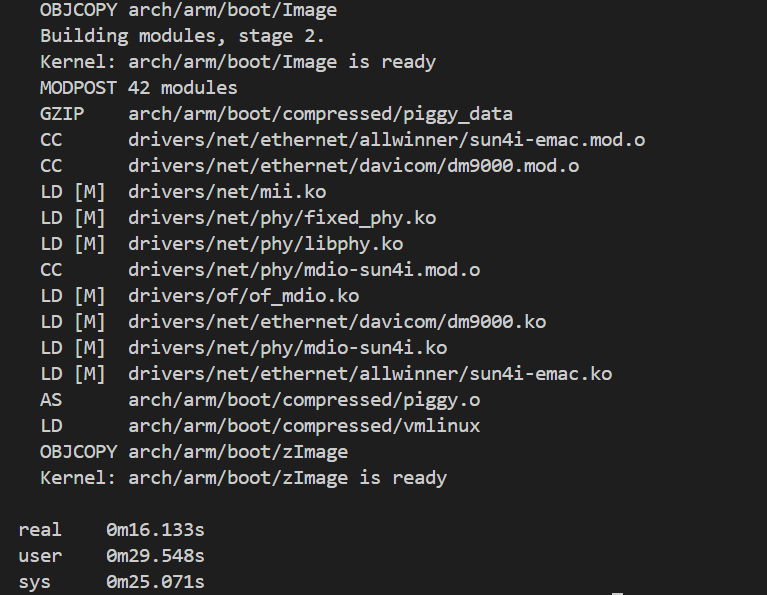 OBJCOPY arch/arm/boot/Image
Building modules, stage 2.
Kernel: arch/arm/boot/Image is ready
MODPOST 42 modules
GZIP    arch/arm/boot/compressed/piggy_data
CC      drivers/net/ethernet/allwinner/sun4i-emac.mod.o
CC      drivers/net/ethernet/davicom/dm9000.mod.o
LD [M]  drivers/net/mii.ko
LD [M]  drivers/net/phy/fixed_phy.ko
LD [M]  drivers/net/phy/libphy.ko
CC      drivers/net/phy/mdio-sun4i.mod.o
LD [M]  drivers/of/of_mdio.ko
LD [M]  drivers/net/ethernet/davicom/dm9000.ko
LD [M]  drivers/net/phy/mdio-sun4i.ko
LD [M]  drivers/net/ethernet/allwinner/sun4i-emac.ko
AS      arch/arm/boot/compressed/piggy.o
LD      arch/arm/boot/compressed/vmlinux
OBJCOPY arch/arm/boot/zImage
Kernel: arch/arm/boot/zImage is ready
real    0m16.133s
user    0m29.548s
sys     0m25.071s